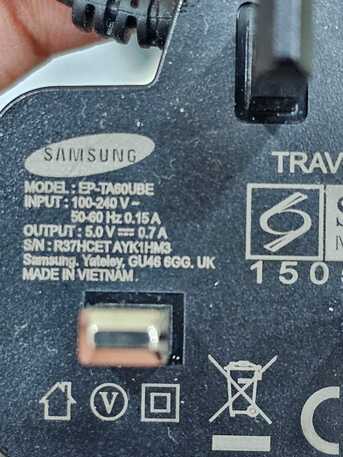 SAMSUNG
TRAV
MODEL : EP-TA60UBE
INPUT : 100-240 V ~
50-60 Hz 0.15 A
OUTPUT : 5.0 V ⎓ 0.7 A
S/N : R37HCET AYK1HM3
Samsung. Yateley, GU46 6GG. UK
MADE IN VIETNAM
S
N
1505
V
C